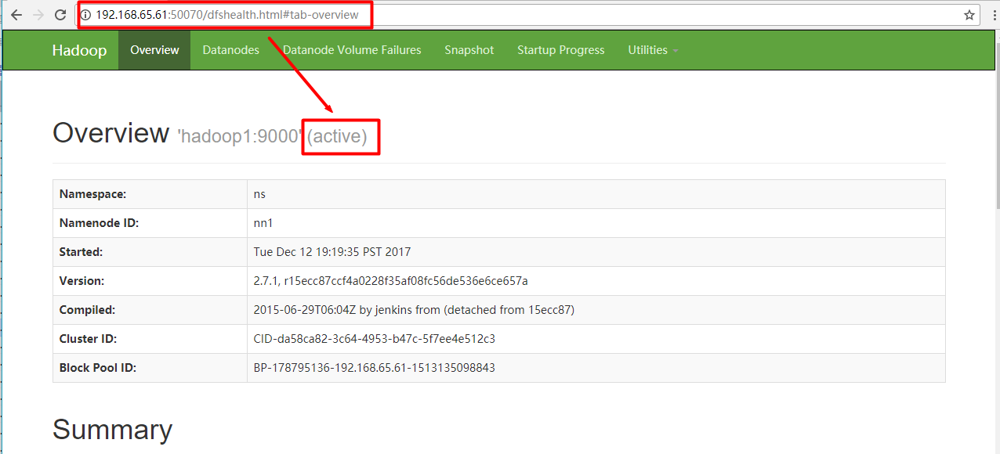 192.168.65.61:50070/dfshealth.html#tab-overview
Hadoop Overview Datanodes Datanode Volume Failures Snapshot Startup Progress Utilities
Overview 'hadoop1:9000' (active)
Namespace: ns
Namenode ID: nn1
Started: Tue Dec 12 19:19:35 PST 2017
Version: 2.7.1, r15ecc87ccf4a0228f35af08fc56de536e6ce657a
Compiled: 2015-06-29T06:04Z by jenkins from (detached from 15ecc87)
Cluster ID: CID-da58ca82-3c64-4953-b47c-5f7ee4e512c3
Block Pool ID: BP-178795136-192.168.65.61-1513135098843
Summary